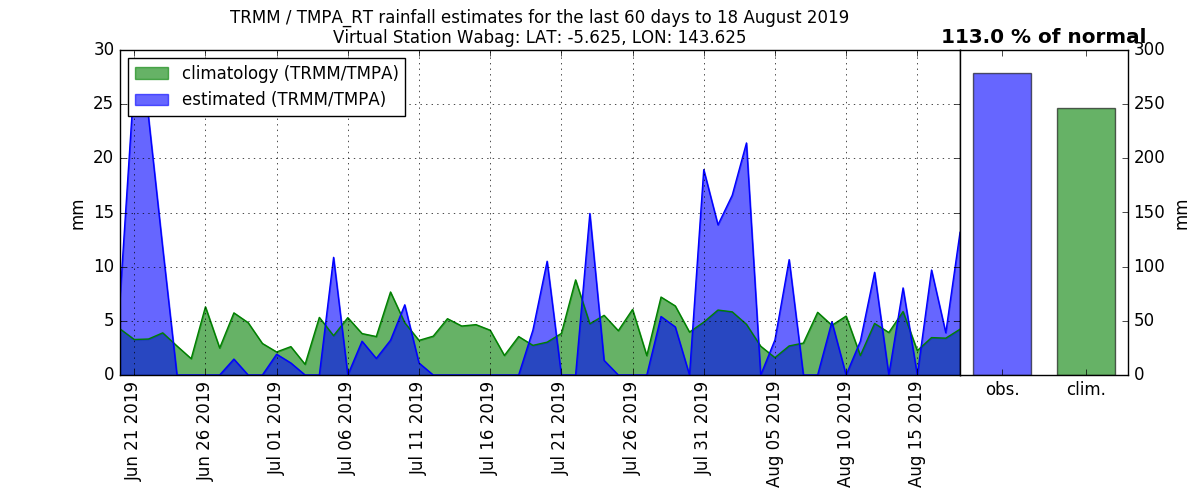 TRMM / TMPA_RT rainfall estimates for the last 60 days to 18 August 2019
Virtual Station Wabag: LAT: -5.625, LON: 143.625
113.0 % of normal
climatology (TRMM/TMPA)
estimated (TRMM/TMPA)
30
25
20
15
10
5
0
mm
Jun 21 2019
Jun 26 2019
Jul 01 2019
Jul 06 2019
Jul 11 2019
Jul 16 2019
Jul 21 2019
Jul 26 2019
Jul 31 2019
Aug 05 2019
Aug 10 2019
Aug 15 2019
obs.
clim.
300
250
200
150
100
50
0
mm